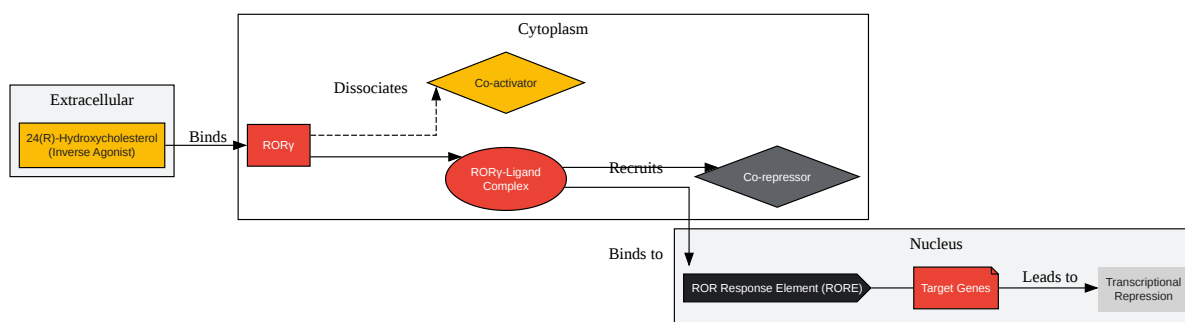 Cytoplasm
Co-activator
Dissociates
Extracellular
24(R)-Hydroxycholesterol
(Inverse Agonist)
Binds
RORγ
RORγ-Ligand
Complex
Recruits
Co-repressor
Nucleus
Binds to
ROR Response Element (RORE)
Target Genes
Leads to
Transcriptional
Repression